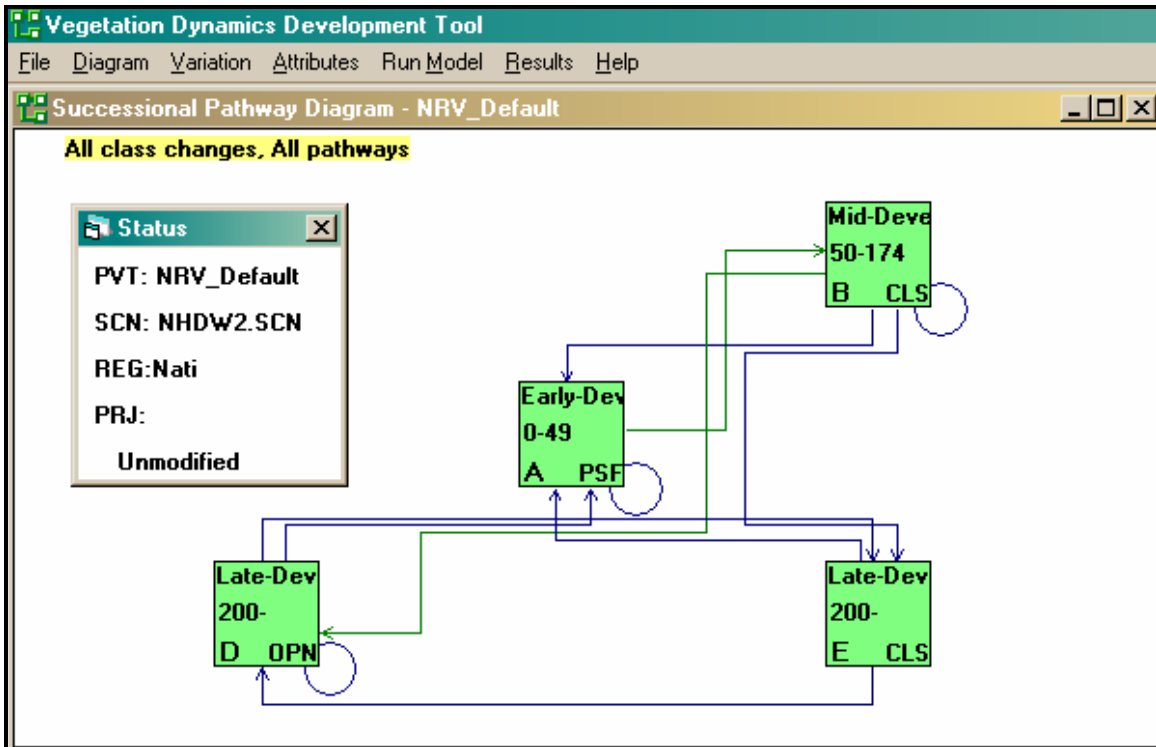 Vegetation Dynamics Development Tool
File Diagram Variation Attributes Run Model Results Help
Successional Pathway Diagram - NRV_Default
All class changes, All pathways
Status
PVT: NRV_Default
SCN: NHDW2.SCN
REG:Nati
PRJ:
Unmodified
Mid-Deve
50-174
B CLS
Early-Dev
0-49
A PSF
Late-Dev
200-
D OPN
Late-Dev
200-
E CLS